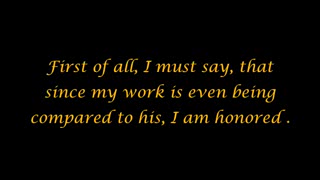 First of all, I must say, that
since my work is even being
compared to his, I am honored .